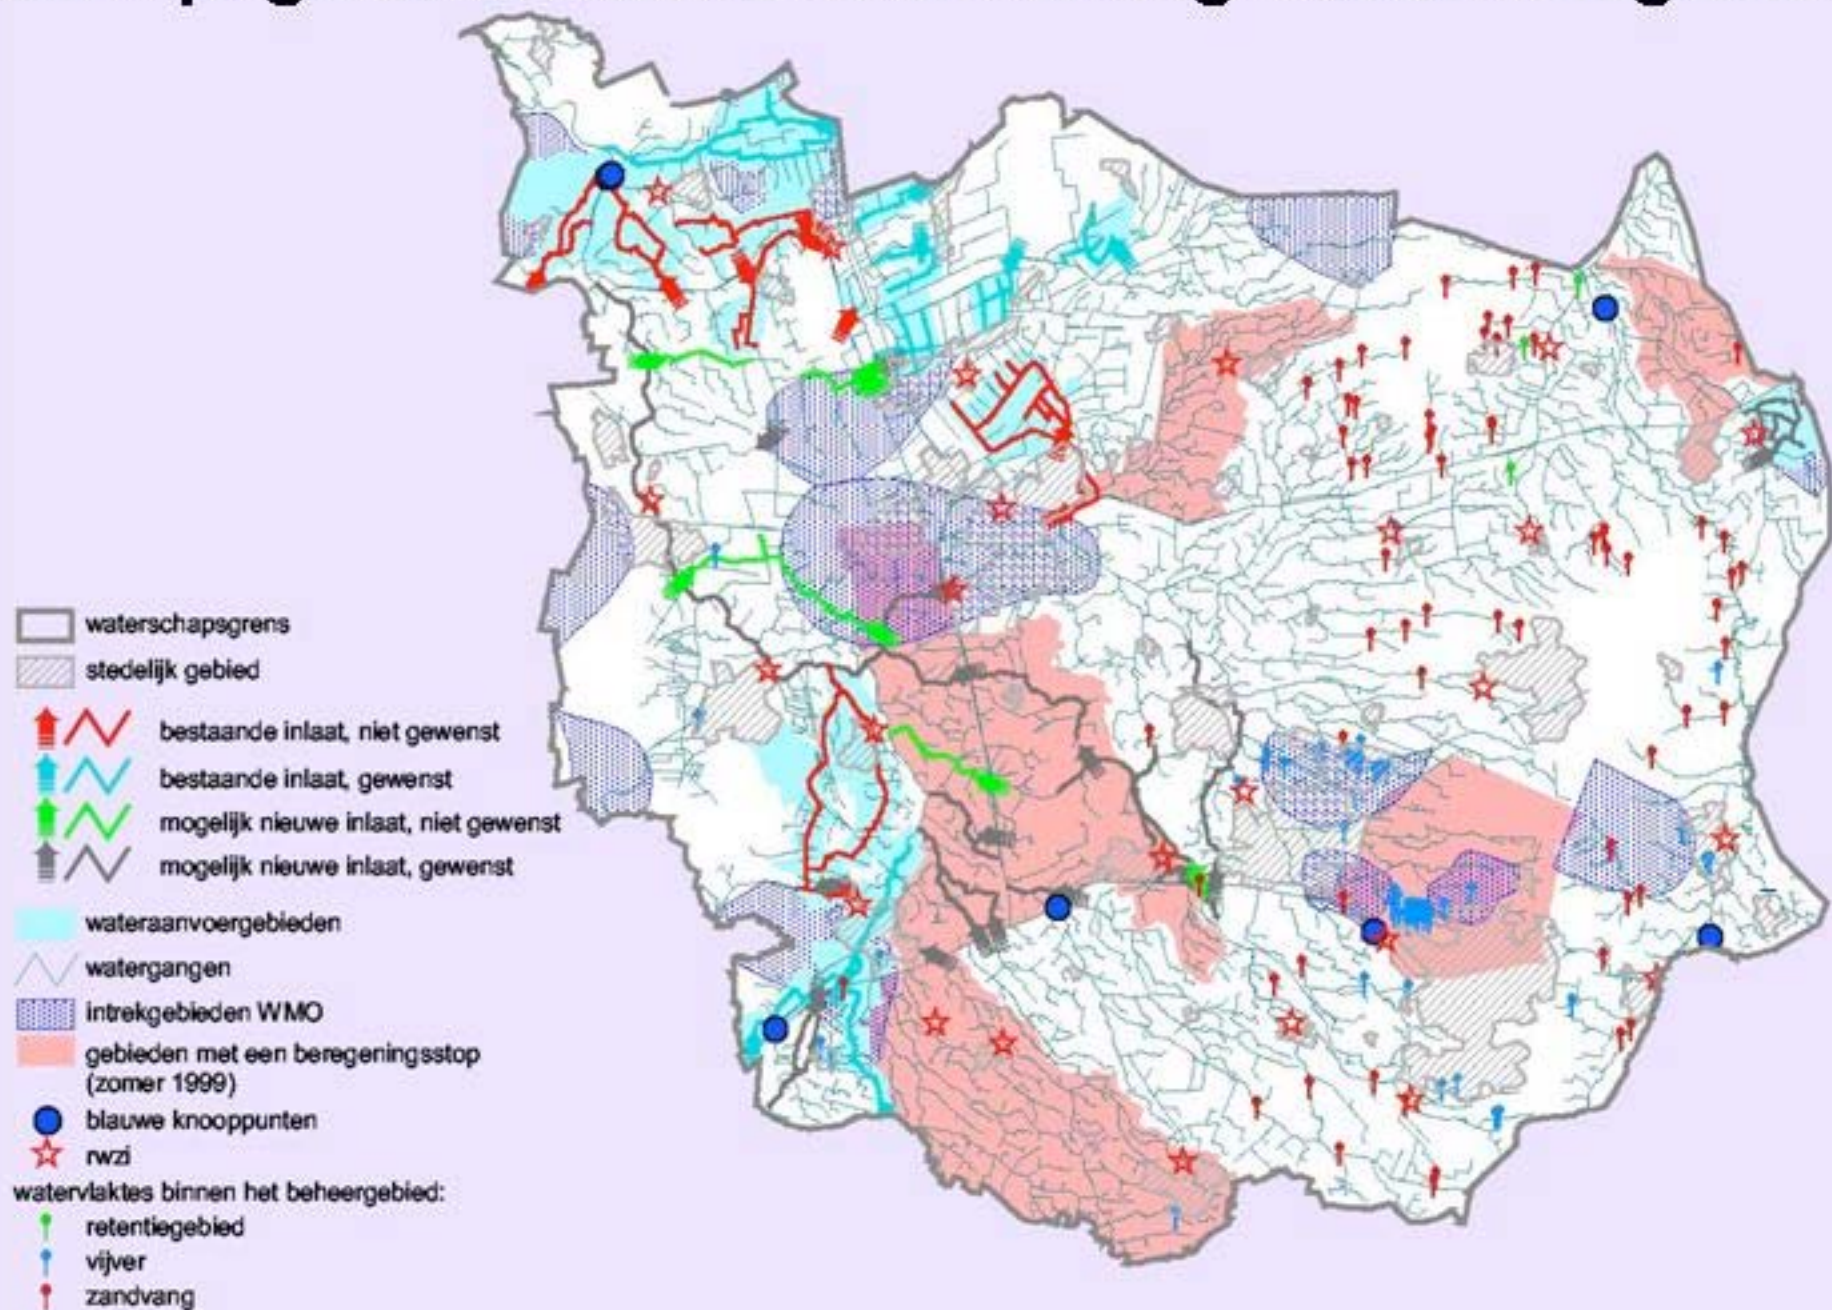 waterschapsgrens
stedelijk gebied
bestaande inlaat, niet gewenst
bestaande inlaat, gewenst
mogelijk nieuwe inlaat, niet gewenst
mogelijk nieuwe inlaat, gewenst
wateraanvoergebieden
watergangen
intrekgebieden WMO
gebieden met een beregeningsstop
(zomer 1999)
blauwe knooppunten
rwzi
watervlaktes binnen het beheergebied:
retentiegebied
vijver
zandvang